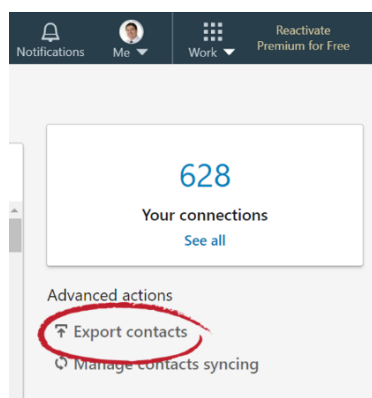 Notifications
Me
Work
Reactivate
Premium for Free
628
Your connections
See all
Advanced actions
Export contacts
Manage contacts syncing